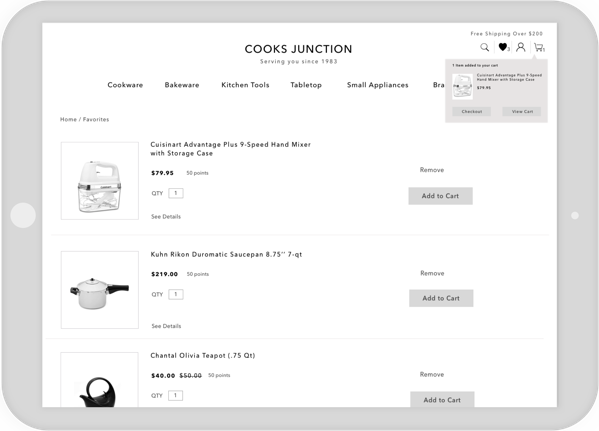 Free Shipping Over $200
COOKS JUNCTION
Serving you since 1983
3
1
1 item added to your cart
Cuisinart Advantage Plus 9-Speed
Hand Mixer with Storage Case
$79.95
Checkout View Cart
Cookware Bakeware Kitchen Tools Tabletop Small Appliances Bra
Home / Favorites
Cuisinart Advantage Plus 9-Speed Hand Mixer
with Storage Case
$79.95 50 points
Remove
QTY 1
Add to Cart
See Details
Kuhn Rikon Duromatic Saucepan 8.75’’ 7-qt
$219.00 50 points
Remove
QTY 1
Add to Cart
See Details
Chantal Olivia Teapot (.75 Qt)
$40.00 $50.00 50 points
Remove
QTY 1
Add to Cart